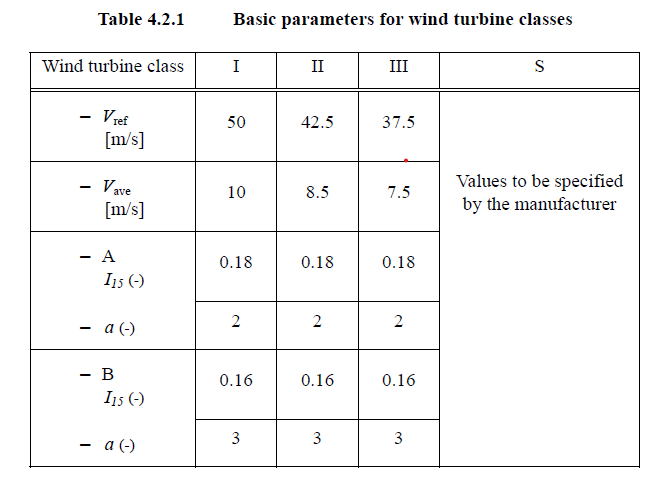 Table 4.2.1 Basic parameters for wind turbine classes
Wind turbine class I II III S
– Vref
[m/s] 50 42.5 37.5
– Vave
[m/s] 10 8.5 7.5
Values to be specified
by the manufacturer
– A
I15 (-) 0.18 0.18 0.18
– a (-) 2 2 2
– B
I15 (-) 0.16 0.16 0.16
– a (-) 3 3 3